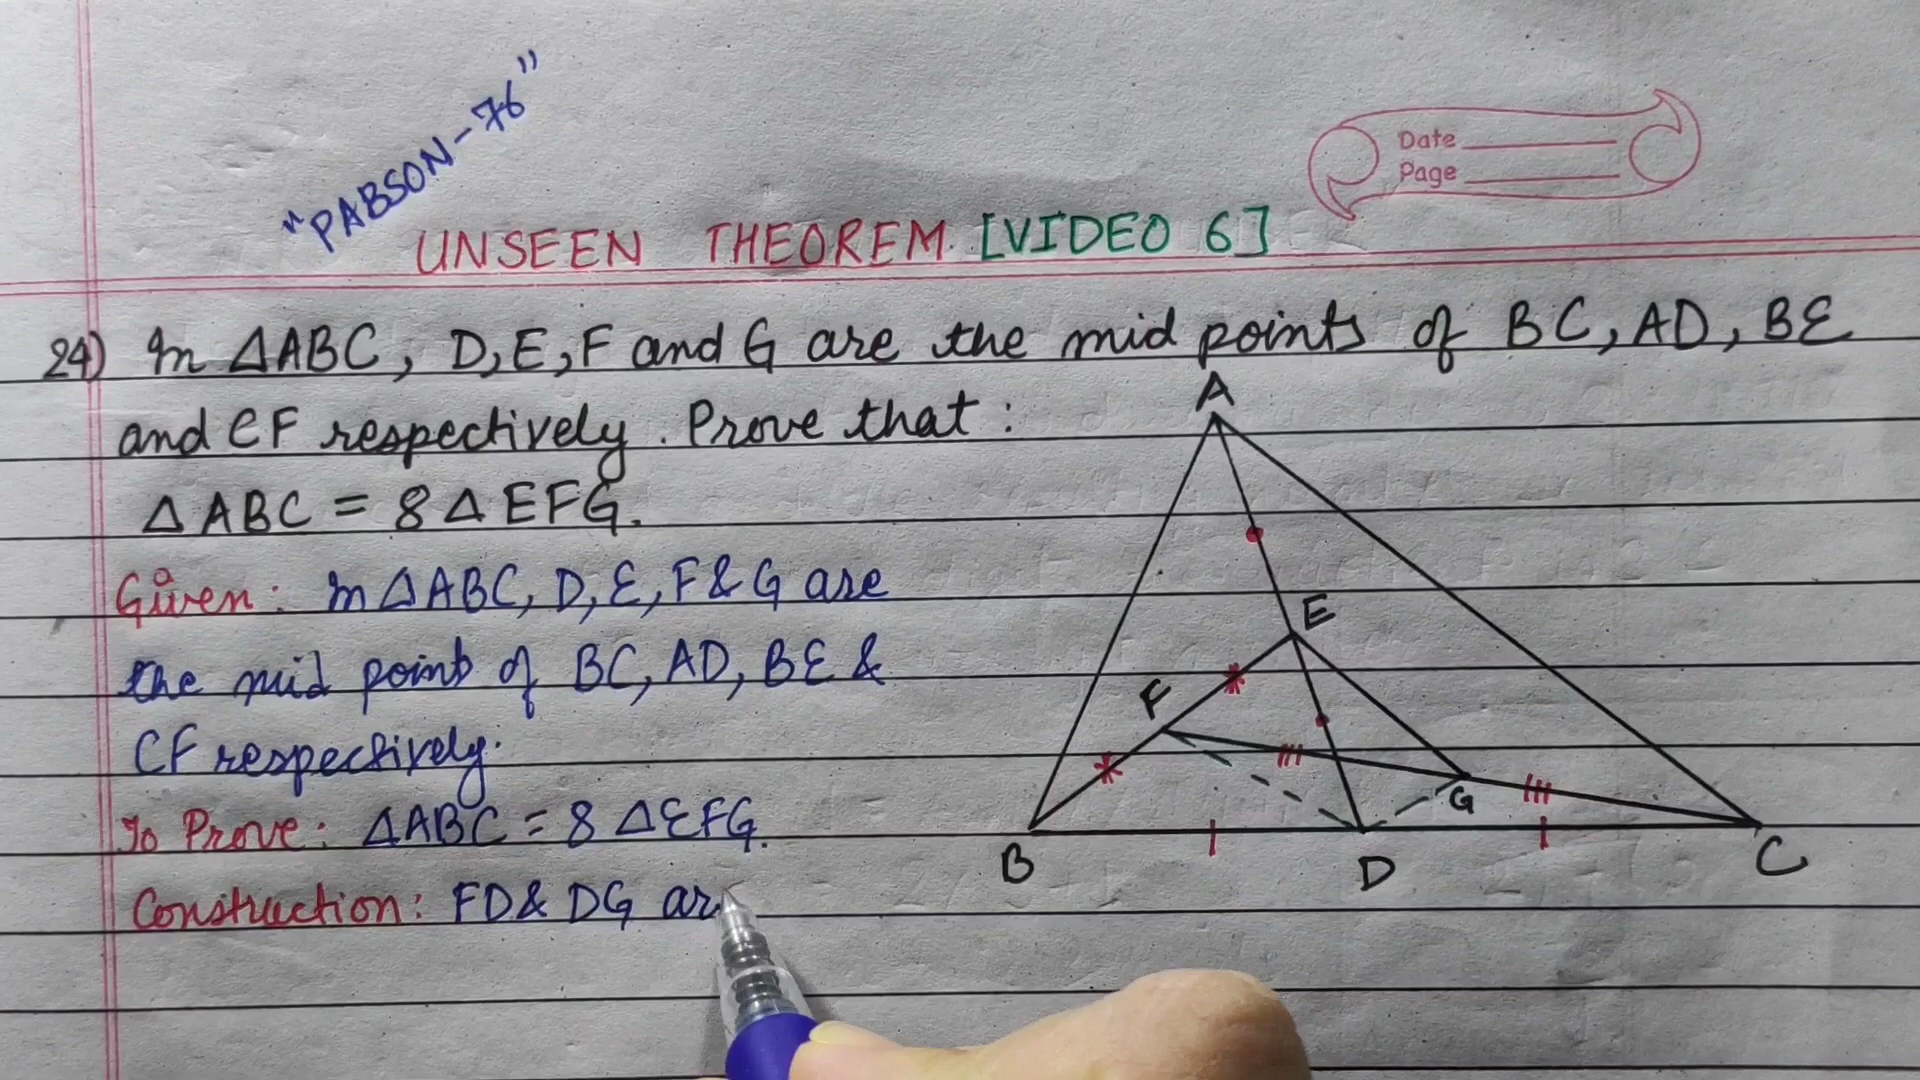 "PABSON-76"
Date
Page
UNSEEN THEOREM [VIDEO 6]
24) In ΔABC, D, E, F and G are the mid points of BC, AD, BE
and CF respectively. Prove that:
ΔABC = 8ΔEFG.
Given: In ΔABC, D, E, F & G are
the mid point of BC, AD, BE &
CF respectively.
To Prove: ΔABC = 8 ΔEFG.
Construction: FD & DG ar
A
E
F
G
B
D
C